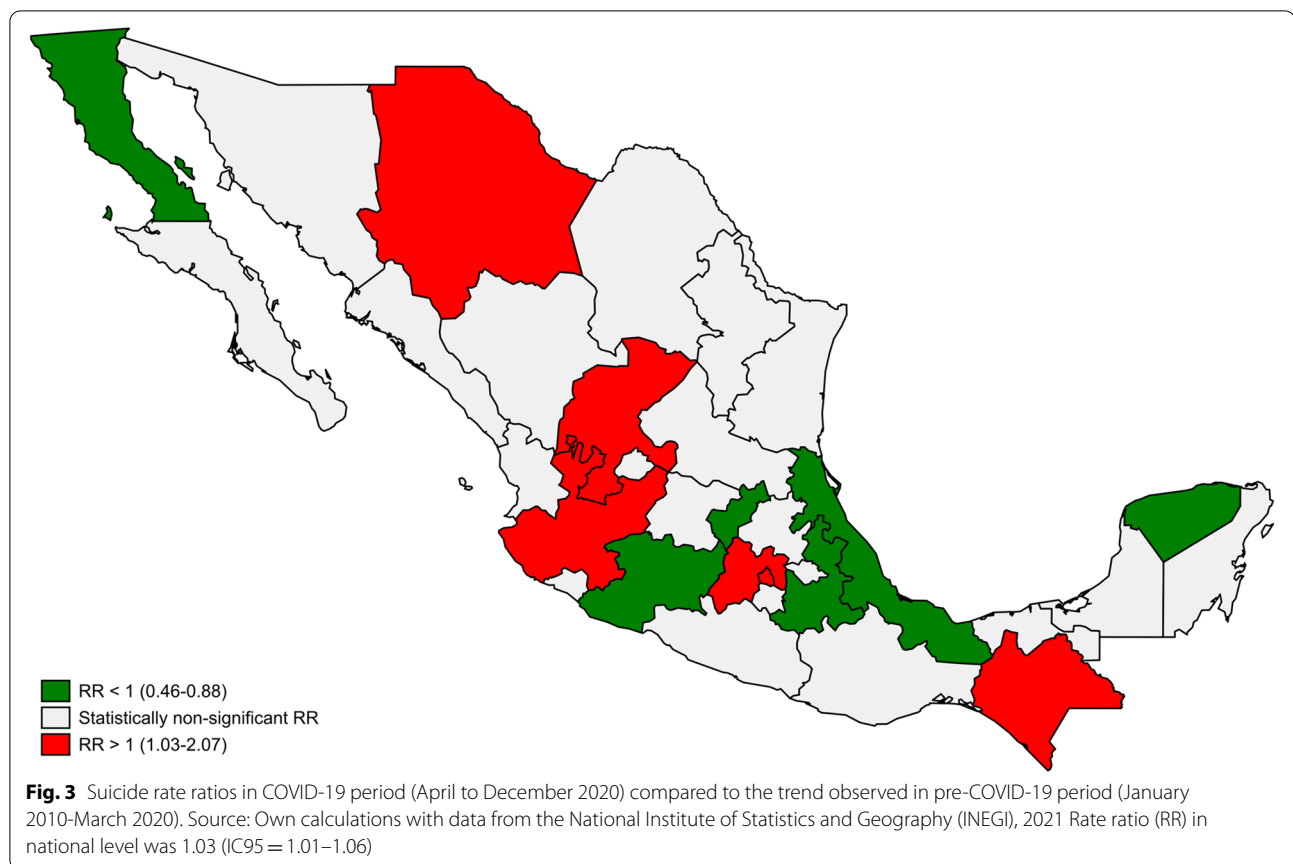 RR < 1 (0.46-0.88)
Statistically non-significant RR
RR > 1 (1.03-2.07)
Fig. 3 Suicide rate ratios in COVID-19 period (April to December 2020) compared to the trend observed in pre-COVID-19 period (January
2010-March 2020). Source: Own calculations with data from the National Institute of Statistics and Geography (INEGI), 2021 Rate ratio (RR) in
national level was 1.03 (IC95 = 1.01–1.06)